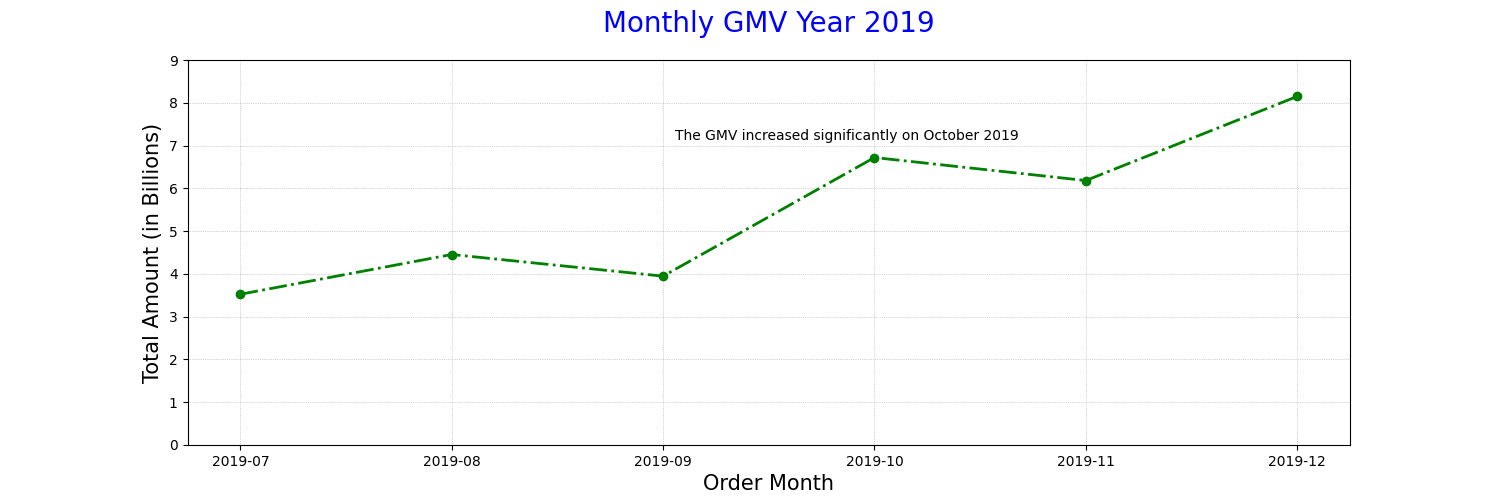 Monthly GMV Year 2019
9
8
7
6
5
4
3
2
1
0
Total Amount (in Billions)
The GMV increased significantly on October 2019
2019-07 2019-08 2019-09 2019-10 2019-11 2019-12
Order Month